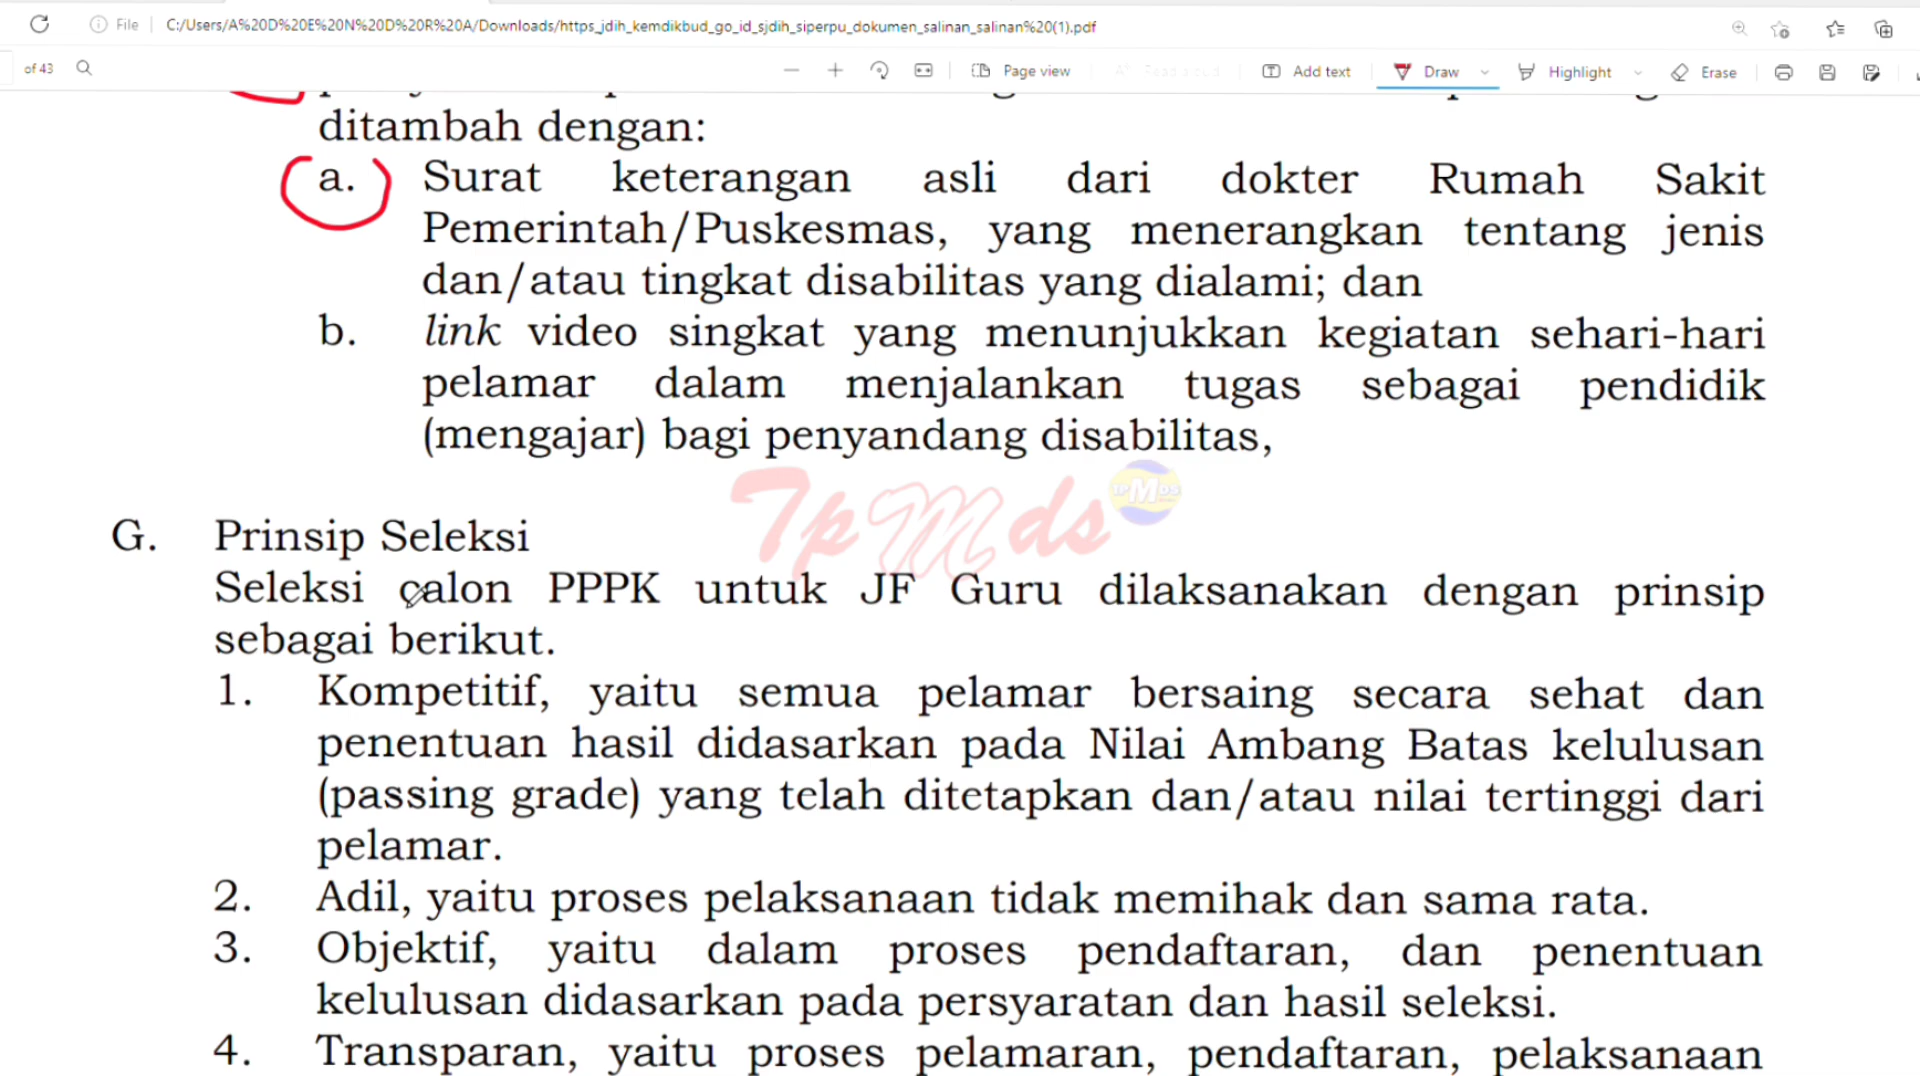 File C:/Users/A%20D%20E%20N%20D%20R%20A/Downloads/https_jdih_kemdikbud_go_id_sjdih_siperpu_dokumen_salinan_salinan%20(1).pdf
of 43 Page view Add text Draw Highlight Erase
ditambah dengan:
a. Surat keterangan asli dari dokter Rumah Sakit
Pemerintah/Puskesmas, yang menerangkan tentang jenis
dan/atau tingkat disabilitas yang dialami; dan
b. link video singkat yang menunjukkan kegiatan sehari-hari
pelamar dalam menjalankan tugas sebagai pendidik
(mengajar) bagi penyandang disabilitas,
TpMds TPMDS
G. Prinsip Seleksi
Seleksi calon PPPK untuk JF Guru dilaksanakan dengan prinsip
sebagai berikut.
1. Kompetitif, yaitu semua pelamar bersaing secara sehat dan
penentuan hasil didasarkan pada Nilai Ambang Batas kelulusan
(passing grade) yang telah ditetapkan dan/atau nilai tertinggi dari
pelamar.
2. Adil, yaitu proses pelaksanaan tidak memihak dan sama rata.
3. Objektif, yaitu dalam proses pendaftaran, dan penentuan
kelulusan didasarkan pada persyaratan dan hasil seleksi.
4. Transparan, yaitu proses pelamaran, pendaftaran, pelaksanaan